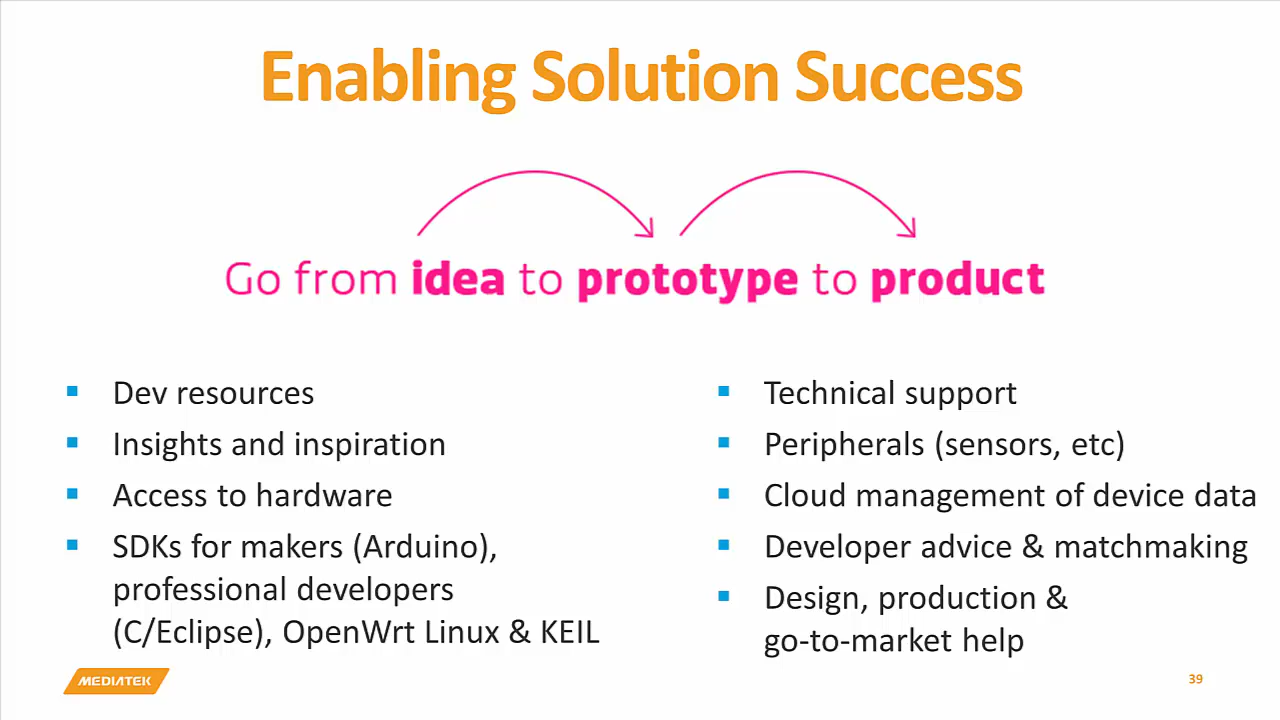 Enabling Solution Success
Go from idea to prototype to product
Dev resources
Insights and inspiration
Access to hardware
SDKs for makers (Arduino),
professional developers
(C/Eclipse), OpenWrt Linux & KEIL
Technical support
Peripherals (sensors, etc)
Cloud management of device data
Developer advice & matchmaking
Design, production &
go-to-market help
MEDIATEK
39